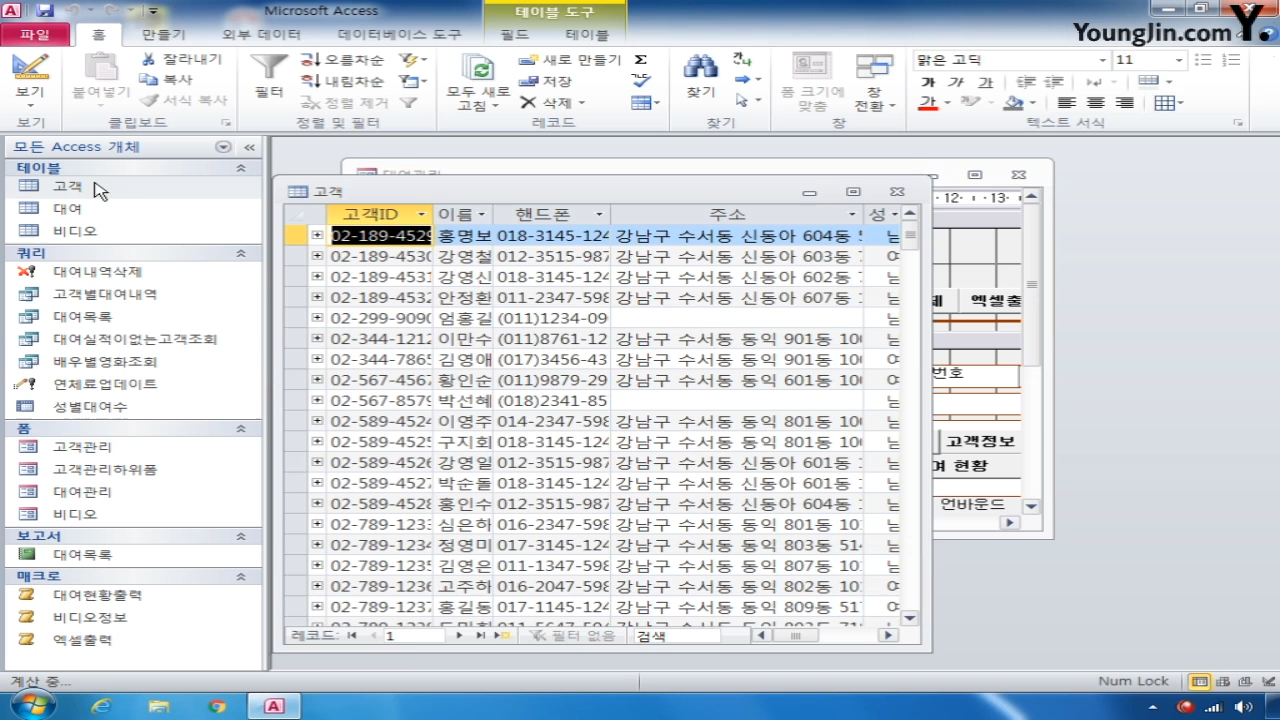 Microsoft Access
테이블 도구
파일 홈 만들기 외부 데이터 데이터베이스 도구 필드 테이블
YoungJin.com Y.
보기 붙여넣기 잘라내기 복사 서식 복사
필터 오름차순 내림차순 정렬 제거
모두 새로 고침 새로 만들기 저장 삭제
찾기 폼 크기에 맞춤 창 전환
맑은 고딕 11
가 가 가
가
보기 클립보드 정렬 및 필터 레코드 찾기 창 텍스트 서식
모든 Access 개체
테이블
고객
대여
비디오
쿼리
대여내역삭제
고객별대여내역
대여목록
대여실적이없는고객조회
배우별영화조회
연체료업데이트
성별대여수
폼
고객관리
고객관리하위폼
대여관리
비디오
보고서
대여목록
매크로
대여현황출력
비디오정보
엑셀출력
고객
고객ID 이름 핸드폰 주소 성
02-189-4529 홍명보 018-3145-124 강남구 수서동 신동아 604동
02-189-4530 강영철 012-3515-987 강남구 수서동 신동아 603동
02-189-4531 강영신 018-3145-124 강남구 수서동 신동아 602동
02-189-4532 안정환 011-2347-598 강남구 수서동 신동아 607동
02-299-9090 엄홍길 (011)1234-09
02-344-1212 이만수 (011)8761-12 강남구 수서동 동익 901동 10
02-344-7865 김영애 (017)3456-43 강남구 수서동 동익 901동 10
02-567-4567 황인순 (011)9879-29 강남구 수서동 동익 601동 10
02-567-8579 박선혜 (018)2341-85
02-589-4524 이영주 014-2347-598 강남구 수서동 동익 801동 10
02-589-4525 구지회 018-3145-124 강남구 수서동 동익 801동 10
02-589-4526 강영일 012-3515-987 강남구 수서동 신동아 601동
02-589-4527 박순돌 018-3145-124 강남구 수서동 신동아 601동
02-589-4528 홍인수 012-3515-987 강남구 수서동 신동아 604동
02-789-1233 심은하 016-2347-598 강남구 수서동 동익 801동 10
02-789-1234 정영미 017-3145-124 강남구 수서동 동익 803동 51
02-789-1235 김영은 011-1347-598 강남구 수서동 동익 807동 10
02-789-1236 고주하 016-2047-598 강남구 수서동 동익 802동 10
02-789-1237 홍길동 017-1145-124 강남구 수서동 동익 809동 51
레코드: 1 필터 없음 검색
12 13
엑셀출
번호
고객정보
현황
언바운드
계산 중...
Num Lock